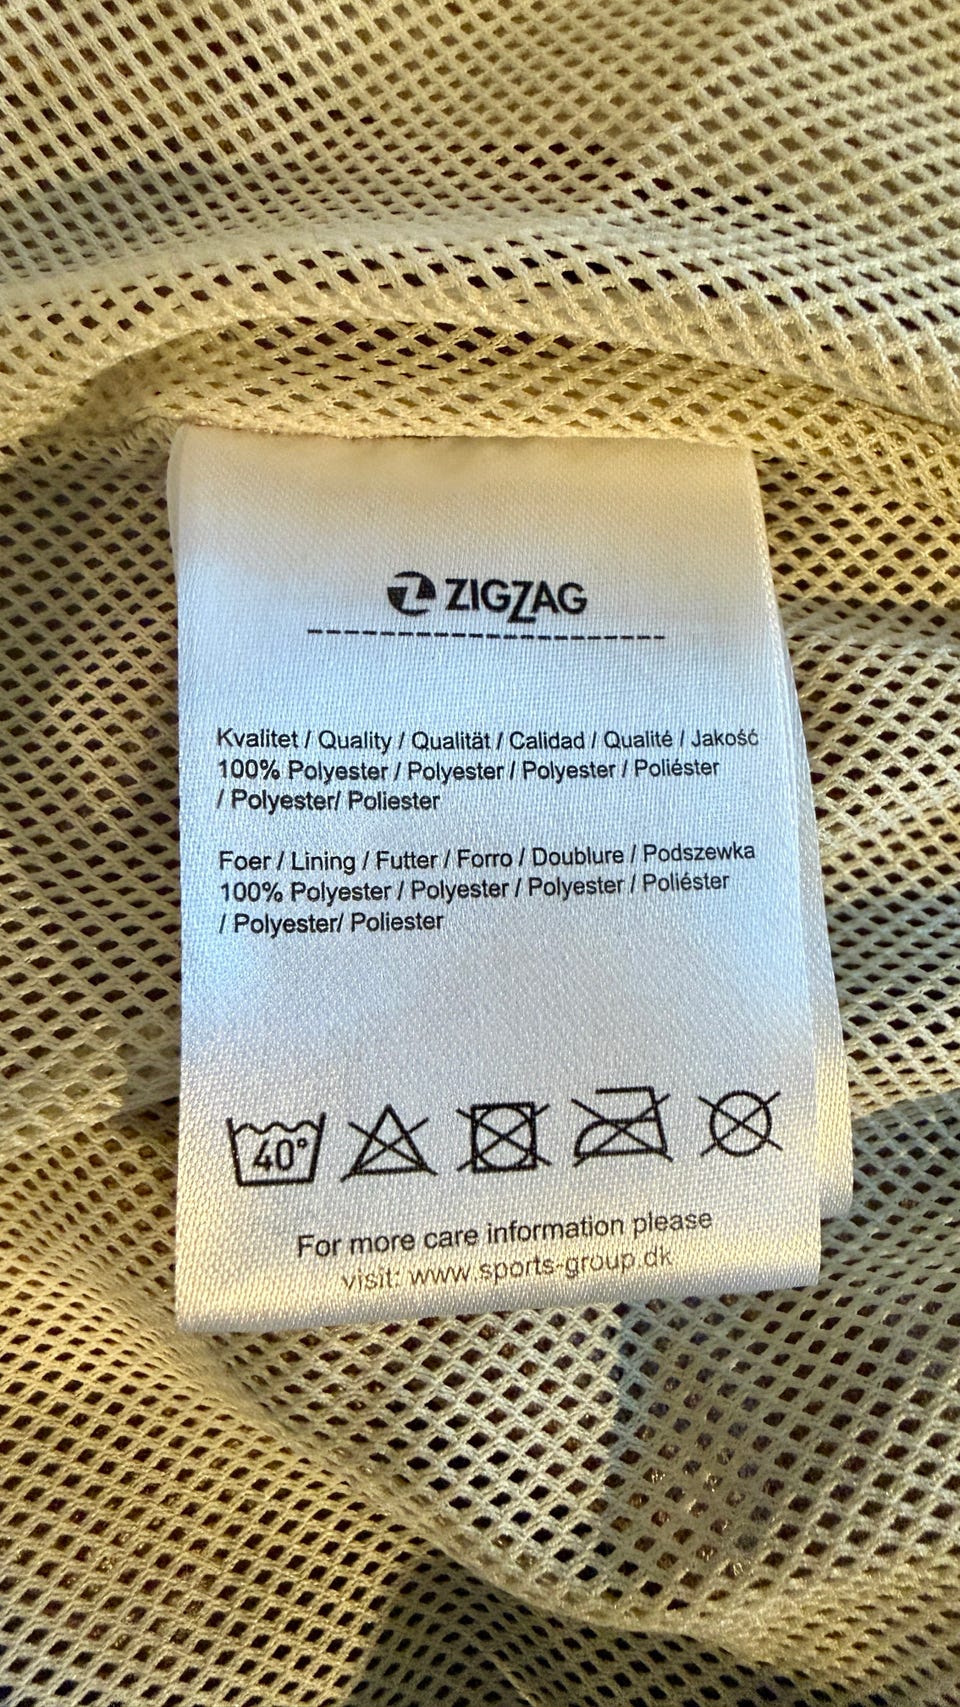 ZIGZAG
Kvalitet / Quality / Qualität / Calidad / Qualité / Jakość
100% Polyester / Polyester / Polyester / Poliéster
/ Polyester/ Poliester
Foer / Lining / Futter / Forro / Doublure / Podszewka
100% Polyester / Polyester / Polyester / Poliéster
/ Polyester/ Poliester
40°
For more care information please
visit: www.sports-group.dk